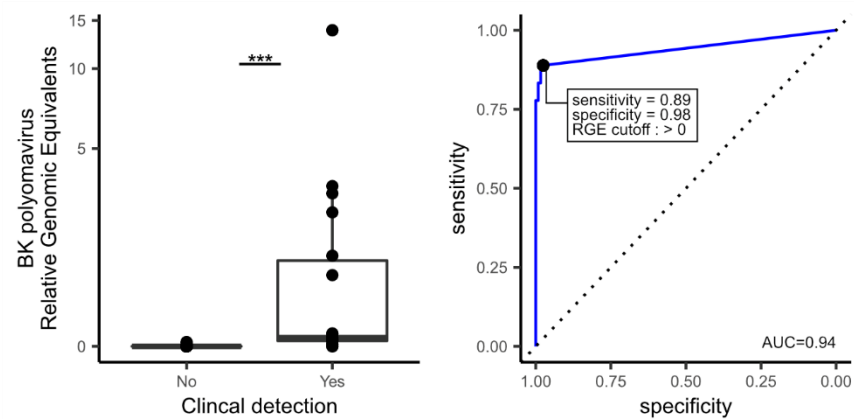 15
10
5
0
BK polyomavirus
Relative Genomic Equivalents
***
No
Yes
Clincal detection
1.00
0.75
0.50
0.25
0.00
sensitivity
sensitivity = 0.89
specificity = 0.98
RGE cutoff : > 0
AUC=0.94
1.00
0.75
0.50
0.25
0.00
specificity